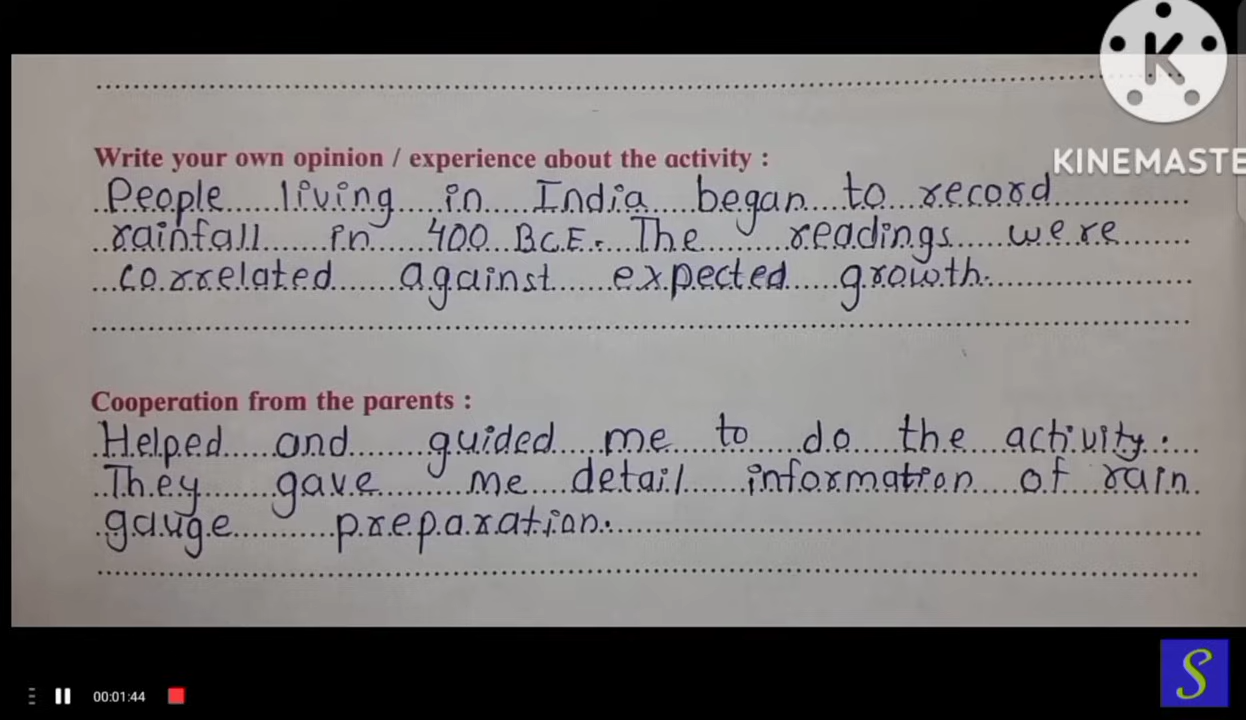 KINEMASTE
Write your own opinion / experience about the activity :
People living in India began to record
rainfall in 400 B.C.E. The readings were
correlated against expected growth.
Cooperation from the parents :
Helped and guided me to do the activity.
They gave me detail information of rain
gauge preparation.
S
00:01:44